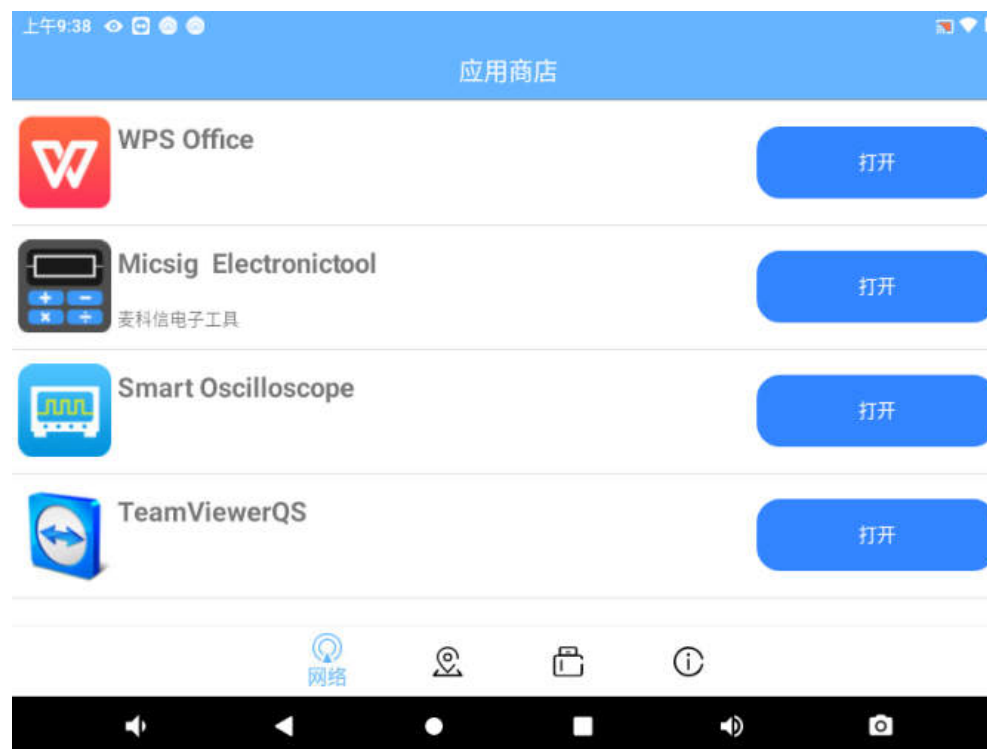 上午9:38
应用商店
WPS Office
打开
Micsig Electronictool
麦科信电子工具
打开
Smart Oscilloscope
打开
TeamViewerQS
打开
网络